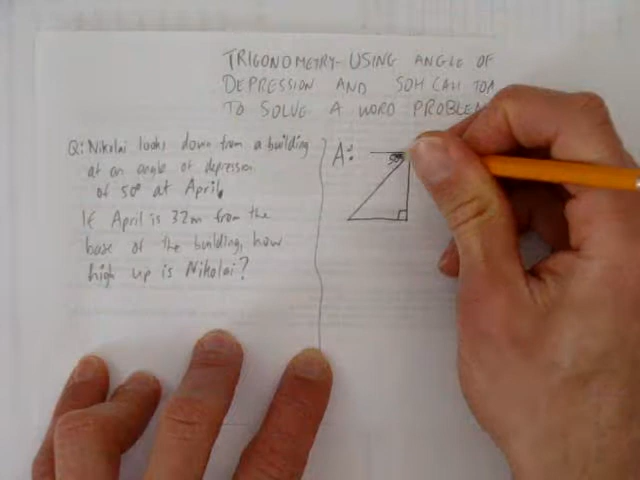 TRIGONOMETRY- USING ANGLE OF
DEPRESSION AND SOH CAH TOA
TO SOLVE A WORD PROBLEM
Q: Nikolai looks down from a building
at an angle of depression
of 50° at April.
If April is 32m from the
base of the building, how
high up is Nikolai?
A:
50°